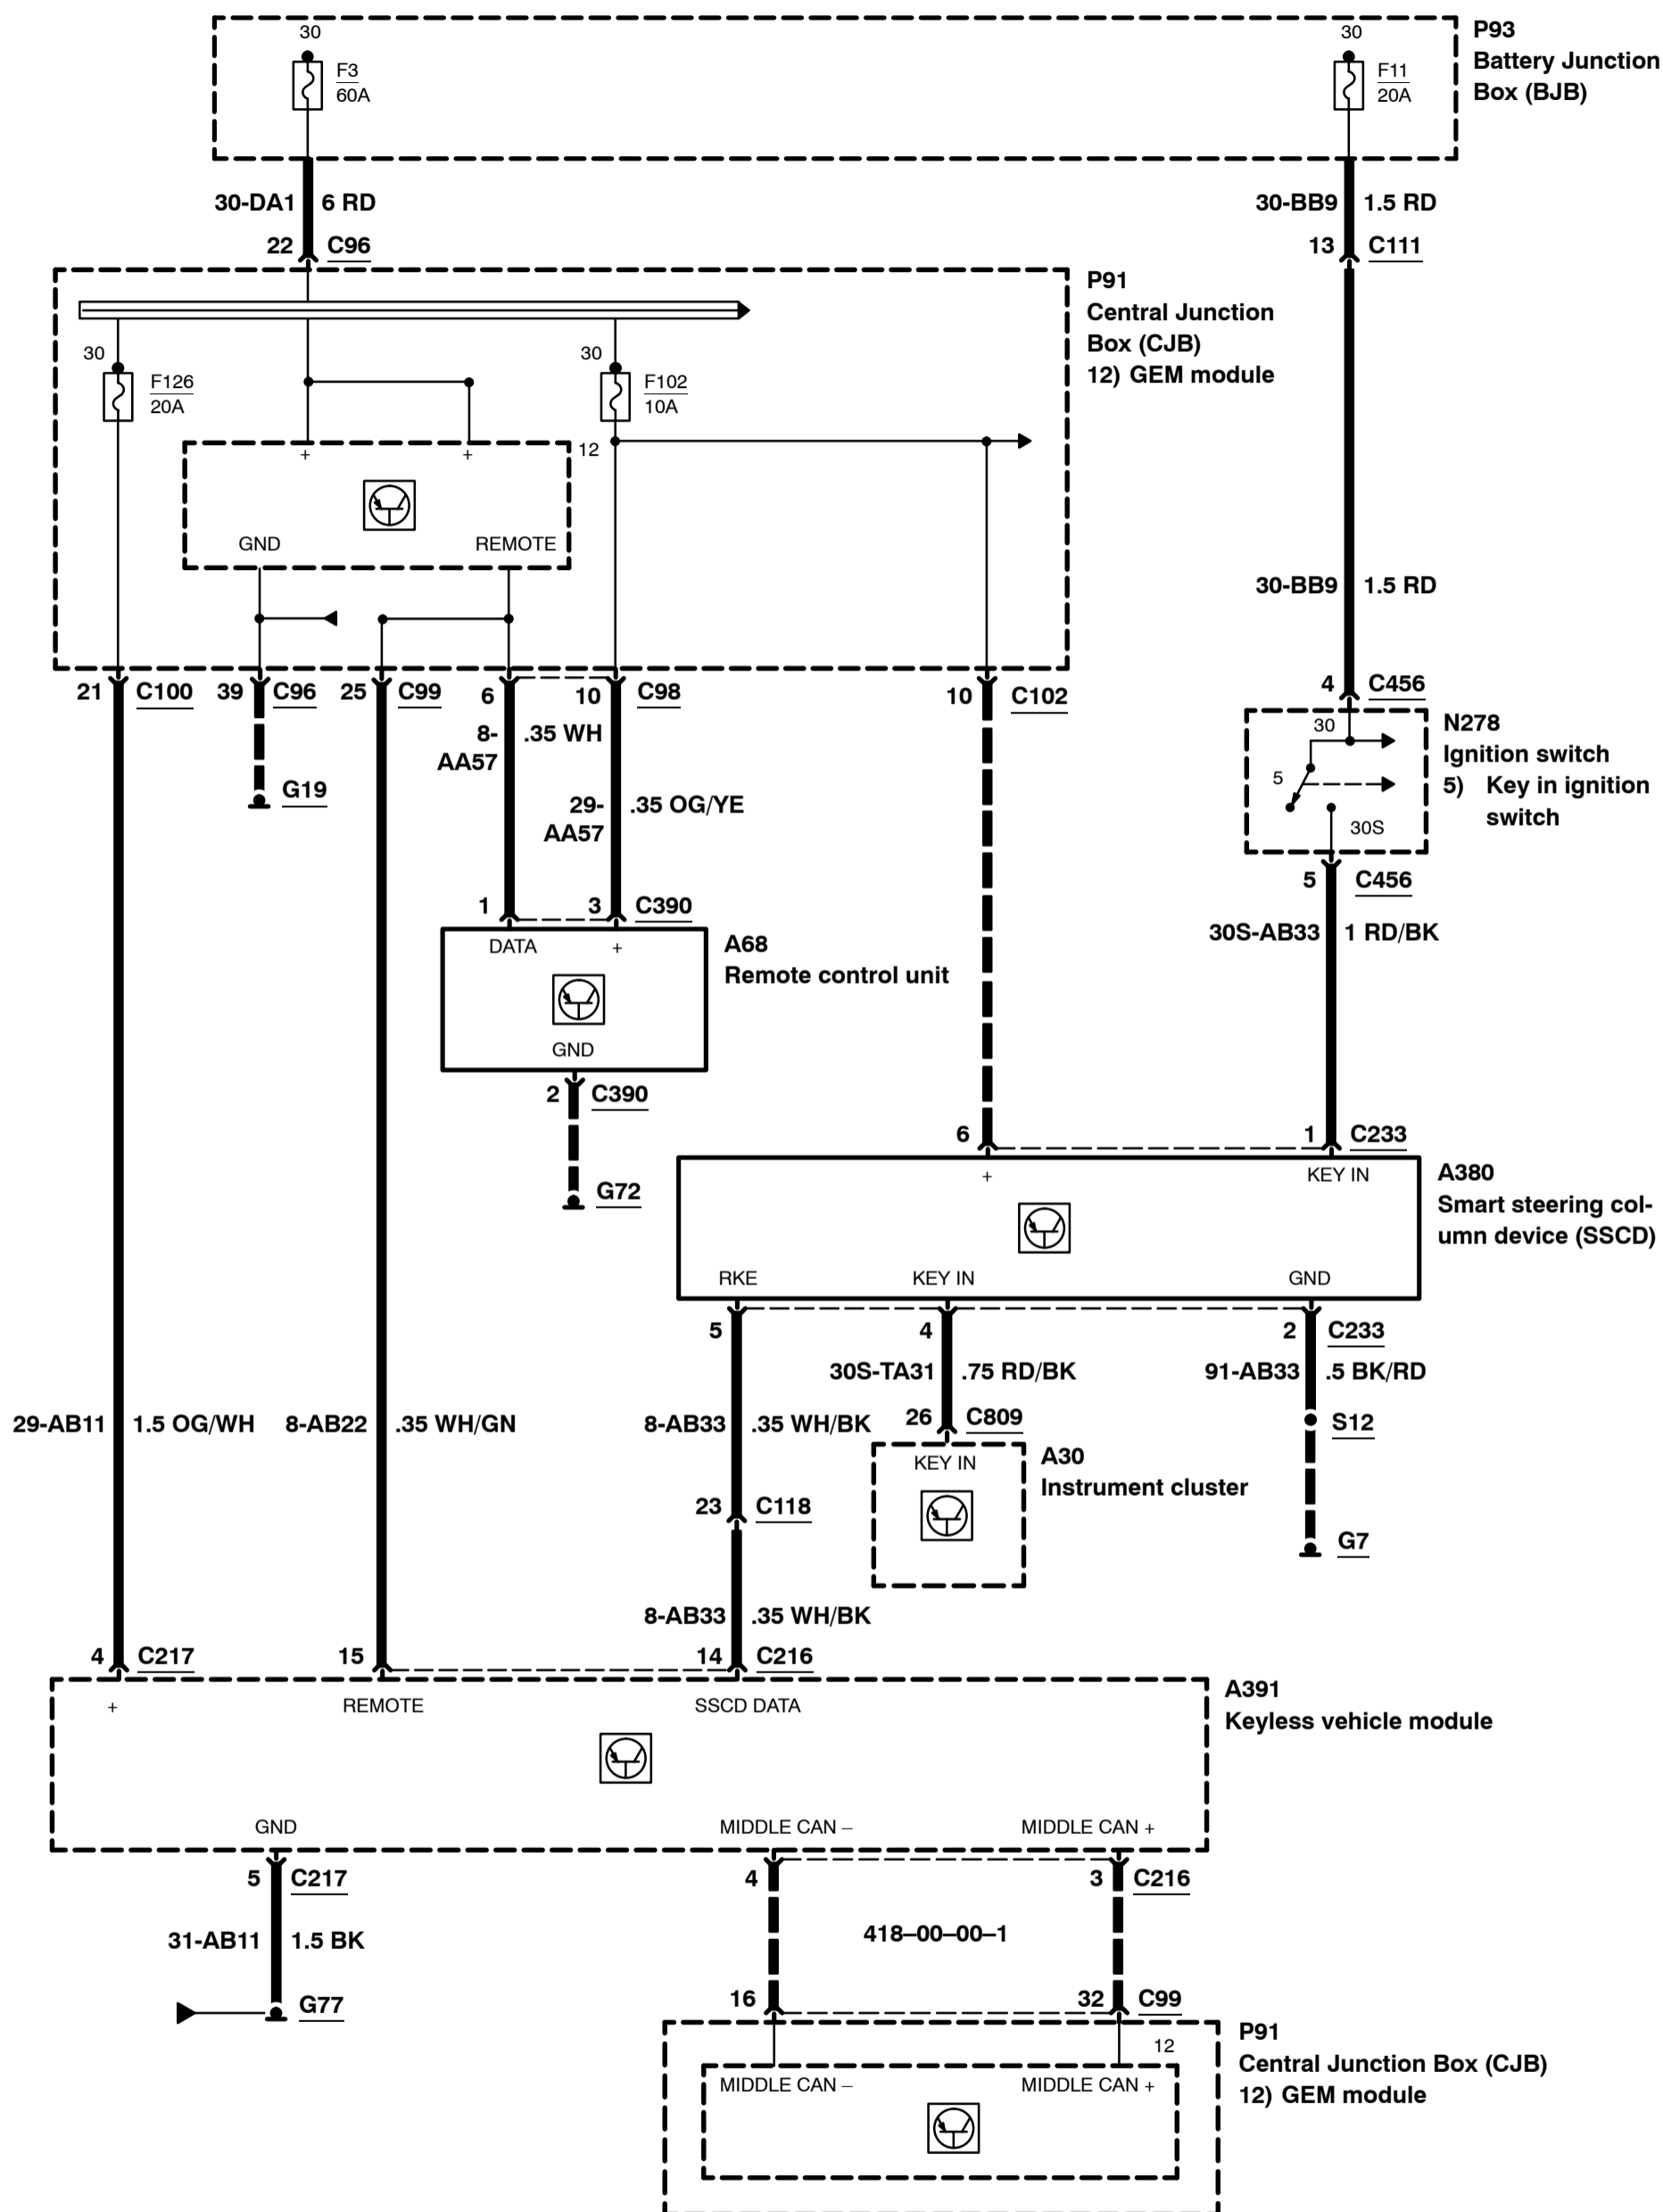 30
F3
60A
30
F11
20A
P93
Battery Junction
Box (BJB)
30-DA1 6 RD
22 C96
30-BB9 1.5 RD
13 C111
P91
Central Junction
Box (CJB)
12) GEM module
30
F126
20A
30
F102
10A
12
+ +
GND REMOTE
30-BB9 1.5 RD
21 C100 39 C96 25 C99 6 10 C98 10 C102
4 C456
G19
8-
AA57
.35 WH
29-
AA57
.35 OG/YE
30
5
30S
N278
Ignition switch
5) Key in ignition
switch
5 C456
30S-AB33 1 RD/BK
1 3 C390
DATA +
GND
A68
Remote control unit
2 C390
G72
6 1 C233
+ KEY IN
RKE KEY IN GND
A380
Smart steering col-
umn device (SSCD)
5 4 2 C233
30S-TA31 .75 RD/BK
91-AB33 .5 BK/RD
29-AB11 1.5 OG/WH 8-AB22 .35 WH/GN 8-AB33 .35 WH/BK
26 C809
S12
KEY IN
A30
Instrument cluster
23 C118
G7
8-AB33 .35 WH/BK
4 C217 15 14 C216
+ REMOTE SSCD DATA
A391
Keyless vehicle module
GND MIDDLE CAN – MIDDLE CAN +
5 C217 4 3 C216
31-AB11 1.5 BK
418–00–00–1
G77
16 32 C99
12
MIDDLE CAN – MIDDLE CAN +
P91
Central Junction Box (CJB)
12) GEM module